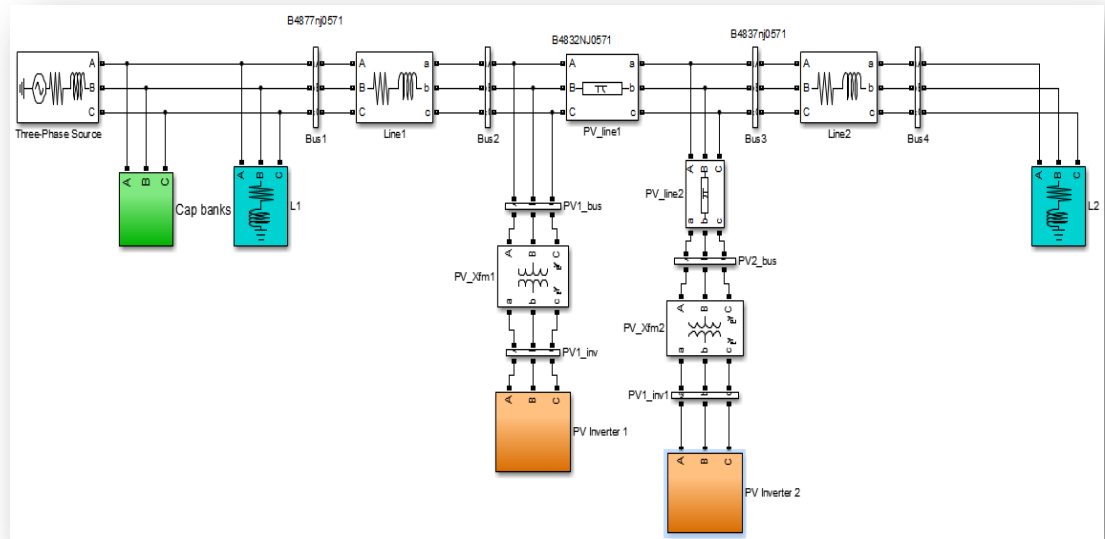 B4877nj0571
B4832NJ0571
B4837nj0571
A
B
C
Three-Phase Source
Bus1
A
B
C
a
b
c
Line1
Bus2
A
B
C
a
b
c
π
PV_line1
Bus3
A
B
C
a
b
c
Line2
Bus4
A B C
Cap banks
A B C
L1
PV1_bus
A B C
a b c
PV_Xfm1
PV1_inv
A B C
PV Inverter 1
A B C
π
a b c
PV_line2
PV2_bus
A B C
a b c
PV_Xfm2
PV1_inv1
A B C
PV Inverter 2
A B C
L2